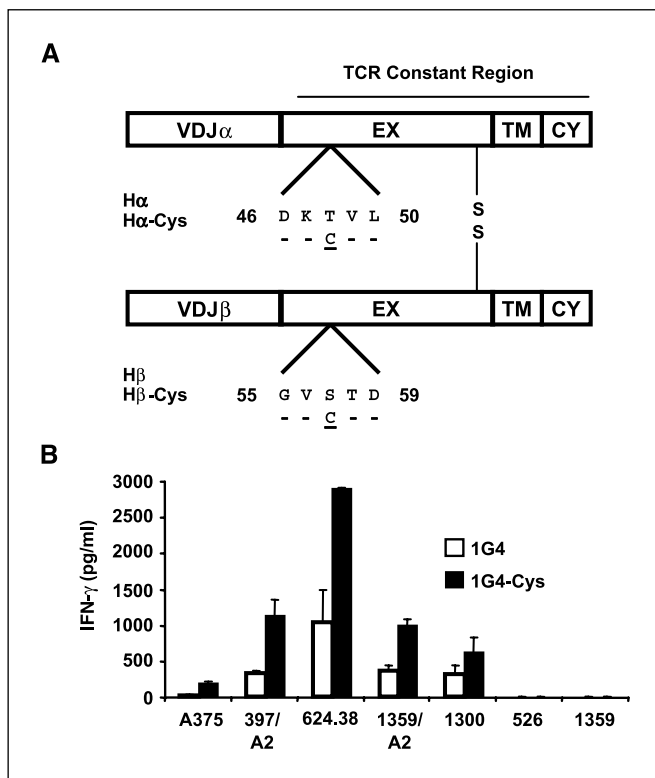 A
TCR Constant Region
VDJα EX TM CY
Hα
Hα-Cys 46 D K T V L 50
- - C - -
S
S
VDJβ EX TM CY
Hβ
Hβ-Cys 55 G V S T D 59
- - C - -
B
IFN-γ (pg/ml)
3000
2500
2000
1500
1000
500
0
1G4
1G4-Cys
A375 397/A2 624.38 1359/A2 1300 526 1359